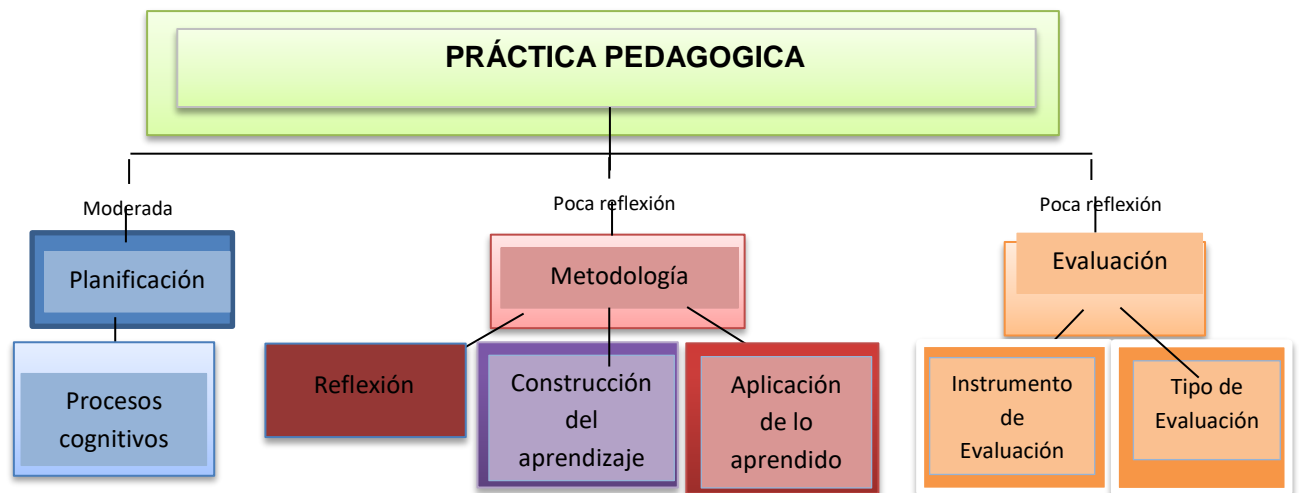 PRÁCTICA PEDAGOGICA
Moderada
Poca reflexión
Poca reflexión
Planificación
Metodología
Evaluación
Procesos
cognitivos
Reflexión
Construcción
del
aprendizaje
Aplicación
de lo
aprendido
Instrumento
de
Evaluación
Tipo de
Evaluación